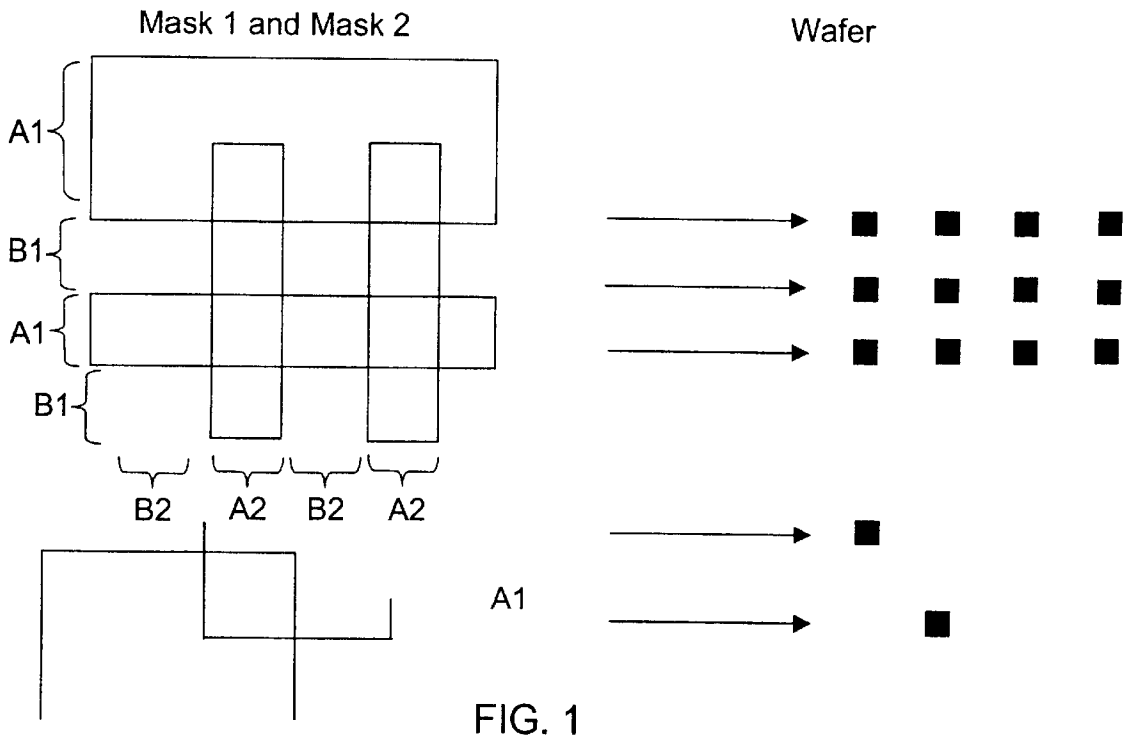 Mask 1 and Mask 2
Wafer
A1
B1
A1
B1
B2 A2 B2 A2
A1
FIG. 1